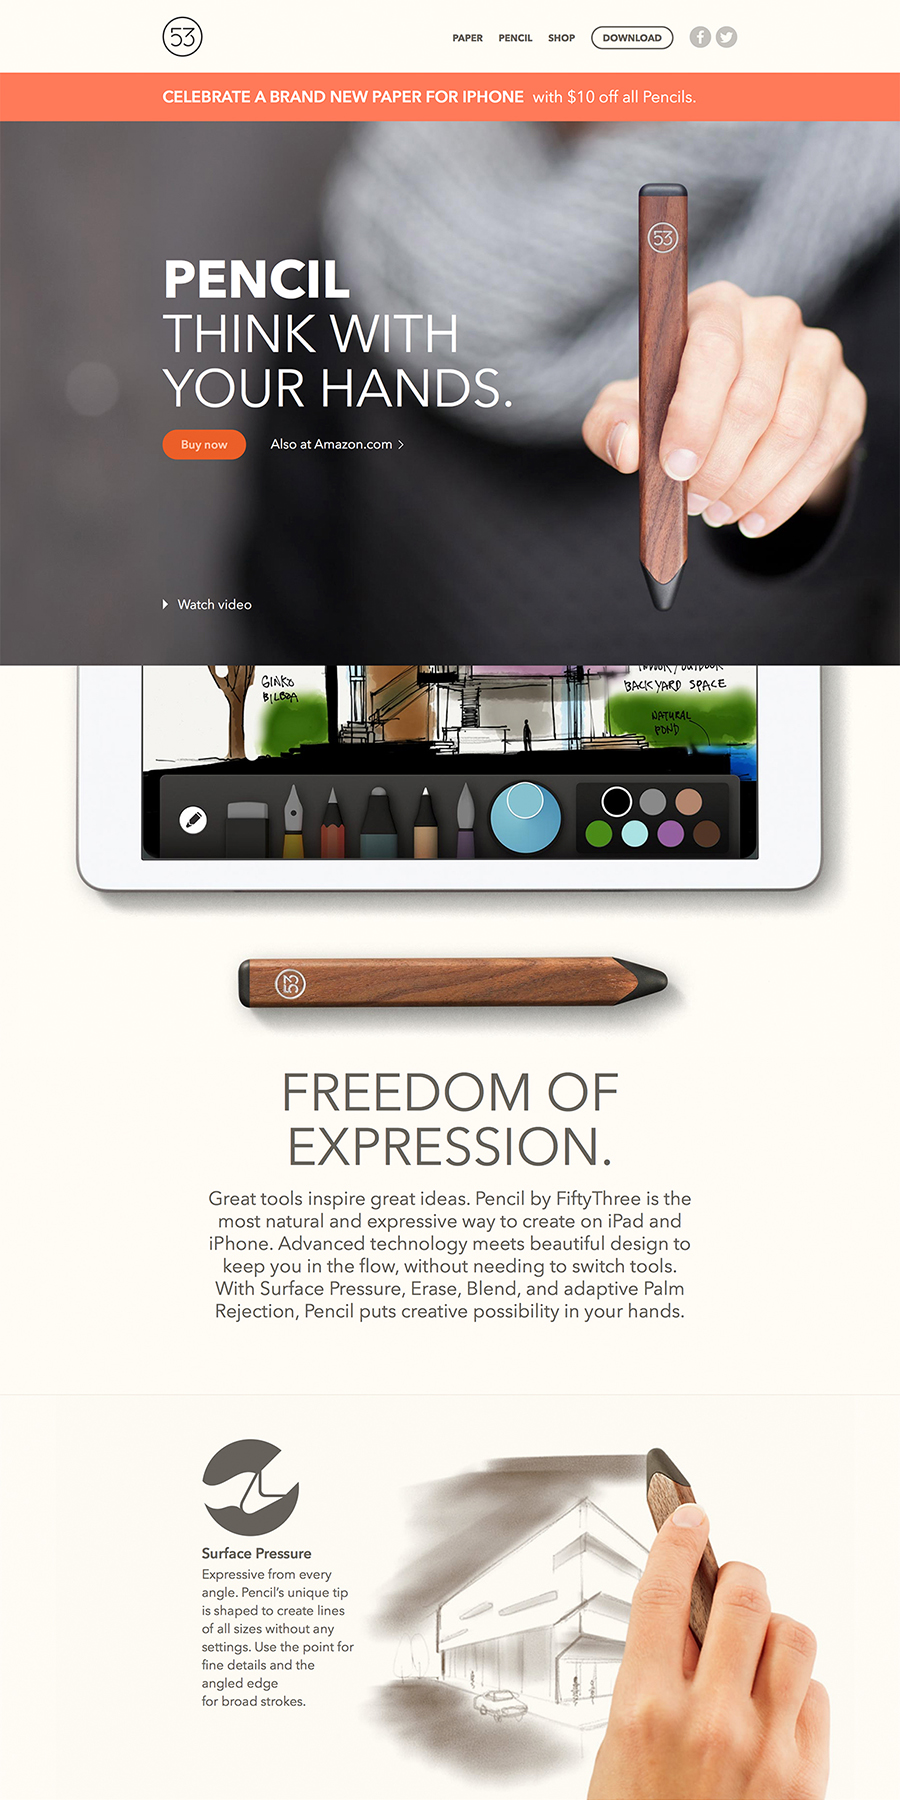 53
PAPER PENCIL SHOP DOWNLOAD
CELEBRATE A BRAND NEW PAPER FOR IPHONE with $10 off all Pencils.
53
PENCIL
THINK WITH
YOUR HANDS.
Buy now Also at Amazon.com
Watch video
INDOOR/OUTDOOR
BACKYARD SPACE
GINKO
BILBOA
NATURAL
POND
53
FREEDOM OF
EXPRESSION.
Great tools inspire great ideas. Pencil by FiftyThree is the
most natural and expressive way to create on iPad and
iPhone. Advanced technology meets beautiful design to
keep you in the flow, without needing to switch tools.
With Surface Pressure, Erase, Blend, and adaptive Palm
Rejection, Pencil puts creative possibility in your hands.
Surface Pressure
Expressive from every
angle. Pencil’s unique tip
is shaped to create lines
of all sizes without any
settings. Use the point for
fine details and the
angled edge
for broad strokes.